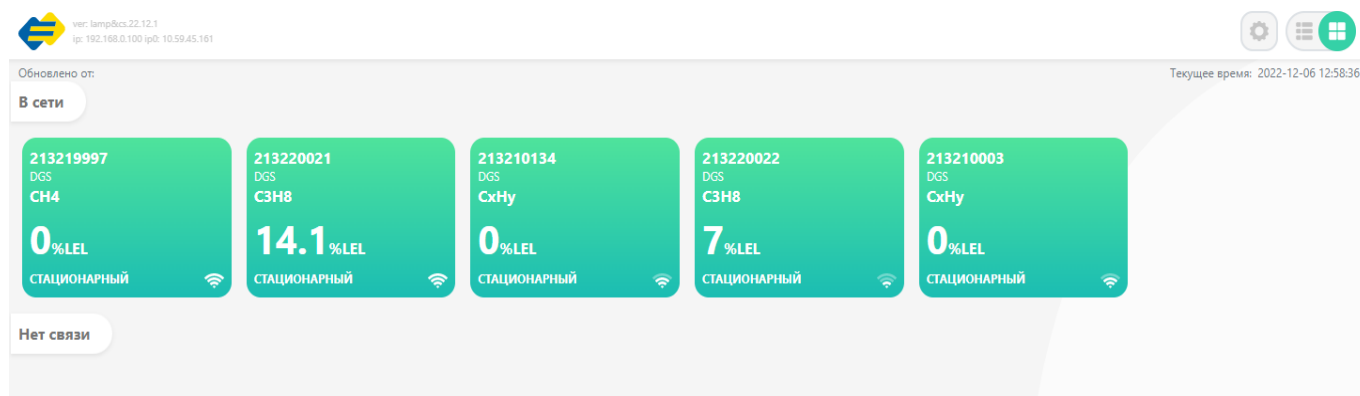 ver: lamp&cs.22.12.1
ip: 192.168.0.100 ip0: 10.59.45.161
Обновлено от:
Текущее время: 2022-12-06 12:58:36
В сети
213219997
DGS
CH4
0%LEL
СТАЦИОНАРНЫЙ
213220021
DGS
C3H8
14.1%LEL
СТАЦИОНАРНЫЙ
213210134
DGS
CxHy
0%LEL
СТАЦИОНАРНЫЙ
213220022
DGS
C3H8
7%LEL
СТАЦИОНАРНЫЙ
213210003
DGS
CxHy
0%LEL
СТАЦИОНАРНЫЙ
Нет связи